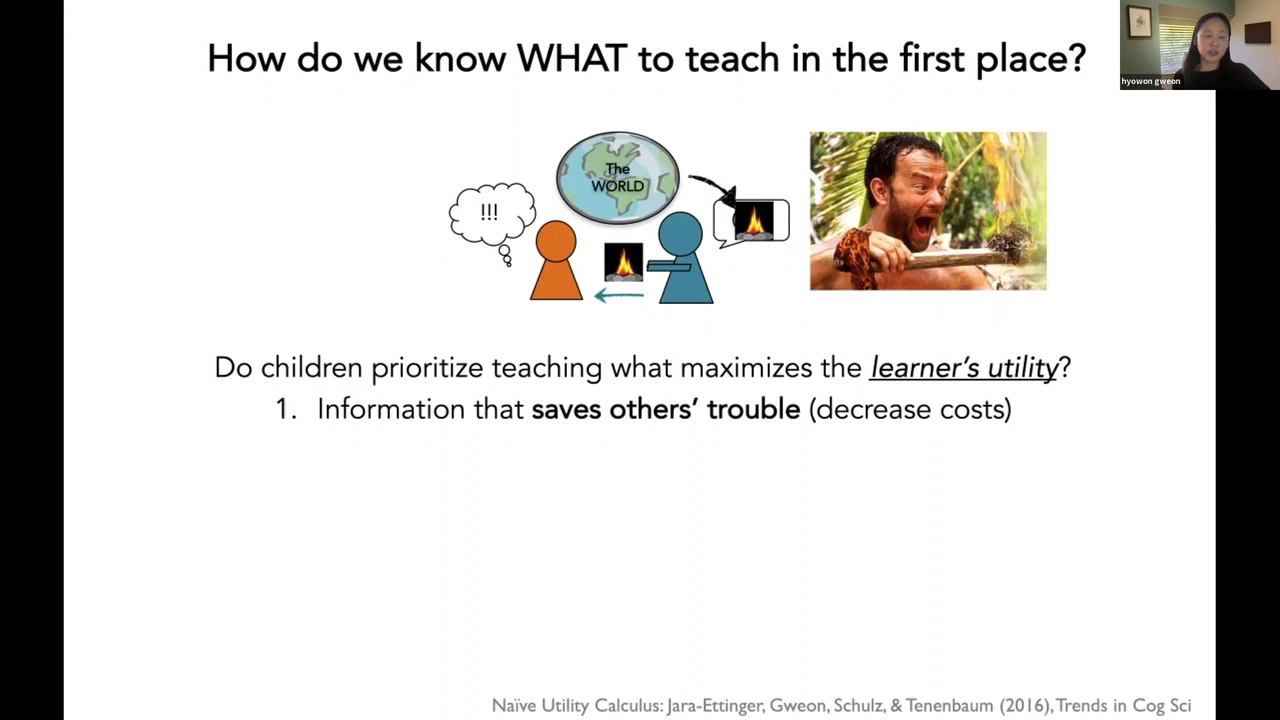 How do we know WHAT to teach in the first place?
hyowon gweon
The
WORLD
!!!
Do children prioritize teaching what maximizes the learner's utility?
1. Information that saves others' trouble (decrease costs)
Naïve Utility Calculus: Jara-Ettinger, Gweon, Schulz, & Tenenbaum (2016), Trends in Cog Sci